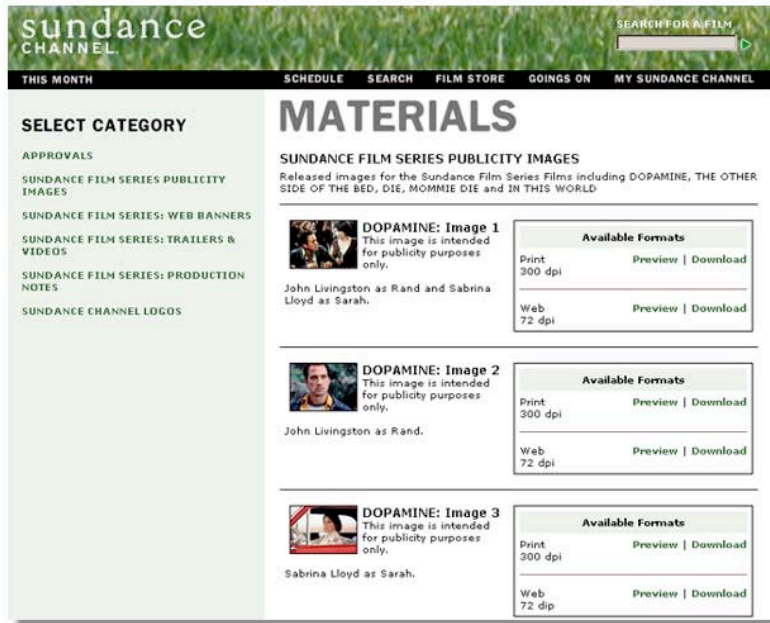 sundance
CHANNEL.
SEARCH FOR A FILM
THIS MONTH
SCHEDULE SEARCH FILM STORE GOINGS ON MY SUNDANCE CHANNEL
SELECT CATEGORY
APPROVALS
SUNDANCE FILM SERIES PUBLICITY
IMAGES
SUNDANCE FILM SERIES: WEB BANNERS
SUNDANCE FILM SERIES: TRAILERS &
VIDEOS
SUNDANCE FILM SERIES: PRODUCTION
NOTES
SUNDANCE CHANNEL LOGOS
MATERIALS
SUNDANCE FILM SERIES PUBLICITY IMAGES
Released images for the Sundance Film Series Films including DOPAMINE, THE OTHER
SIDE OF THE BED, DIE, MOMMIE DIE and IN THIS WORLD
DOPAMINE: Image 1
This image is intended
for publicity purposes
only.
John Livingston as Rand and Sabrina
Lloyd as Sarah.
Available Formats
Print Preview | Download
300 dpi
Web Preview | Download
72 dpi
DOPAMINE: Image 2
This image is intended
for publicity purposes
only.
John Livingston as Rand.
Available Formats
Print Preview | Download
300 dpi
Web Preview | Download
72 dpi
DOPAMINE: Image 3
This image is intended
for publicity purposes
only.
Sabrina Lloyd as Sarah.
Available Formats
Print Preview | Download
300 dpi
Web Preview | Download
72 dip